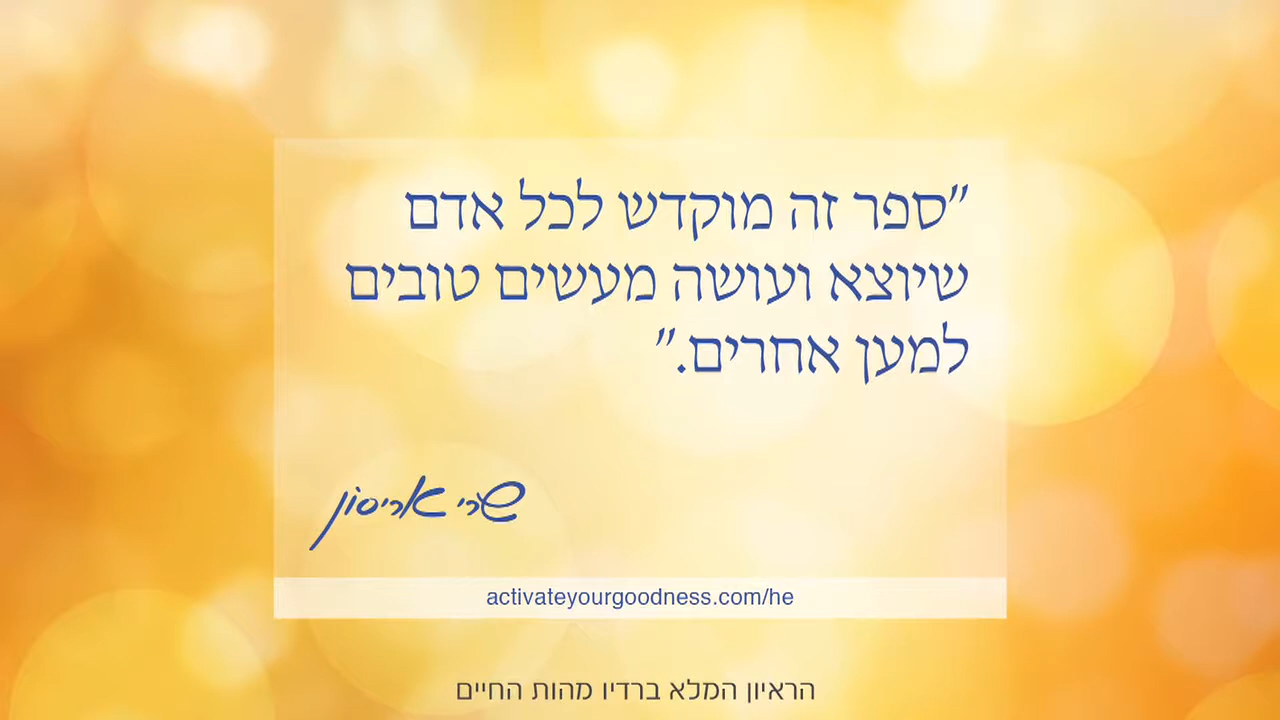 "ספר זה מוקדש לכל אדם
שיוצא ועושה מעשים טובים
למען אחרים."
שרי אריסון
activateyourgoodness.com/he
הראיון המלא ברדיו מהות החיים